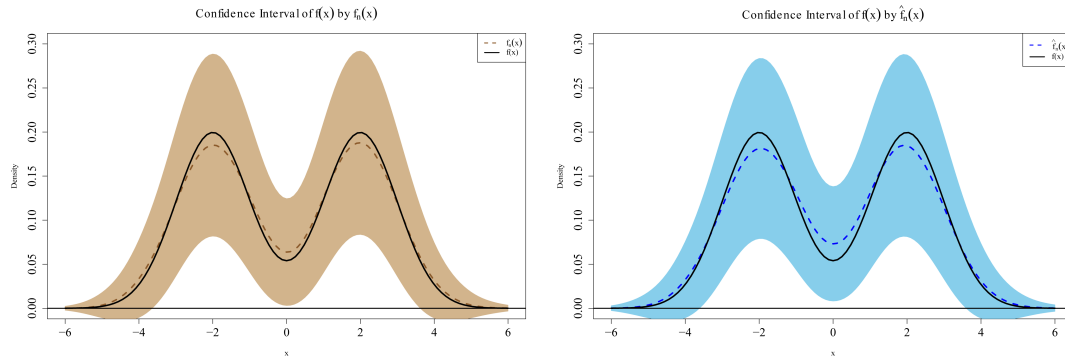 Confidence Interval of f(x) by fₙ(x)
0.30
0.25
0.20
0.15
0.10
0.05
0.00
Density
−6 −4 −2 0 2 4 6
x
fₙ(x)
f(x)
Confidence Interval of f(x) by f̂ₙ(x)
0.30
0.25
0.20
0.15
0.10
0.05
0.00
Density
−6 −4 −2 0 2 4 6
x
f̂ₙ(x
f(x)